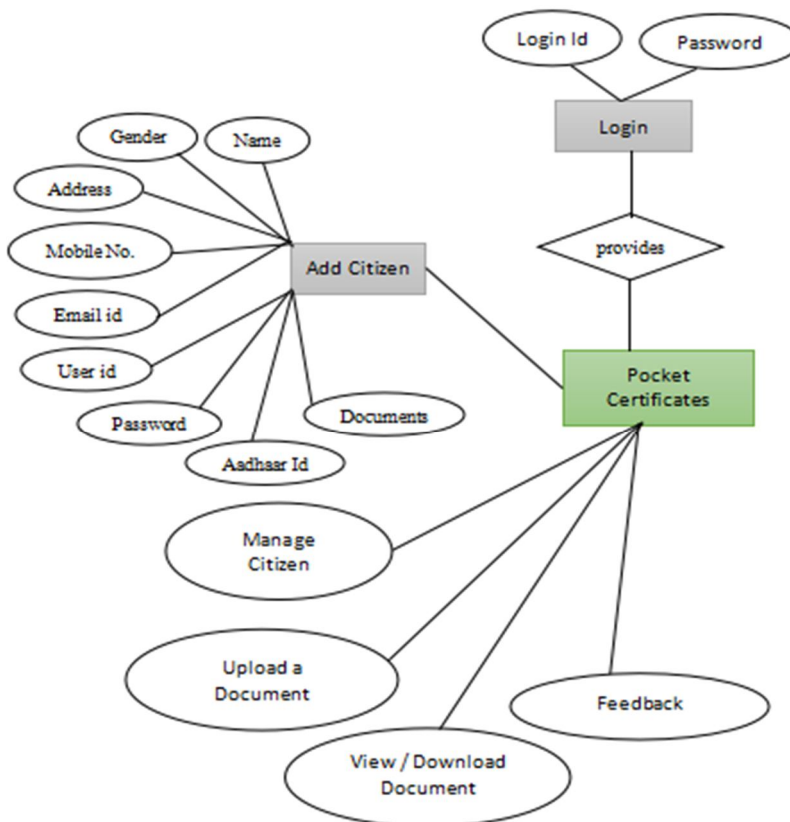 Login Id
Password
Login
Gender
Name
Address
Mobile No.
provides
Add Citizen
Email id
User id
Pocket
Certificates
Password
Documents
Aadhaar Id
Manage
Citizen
Upload a
Document
Feedback
View / Download
Document